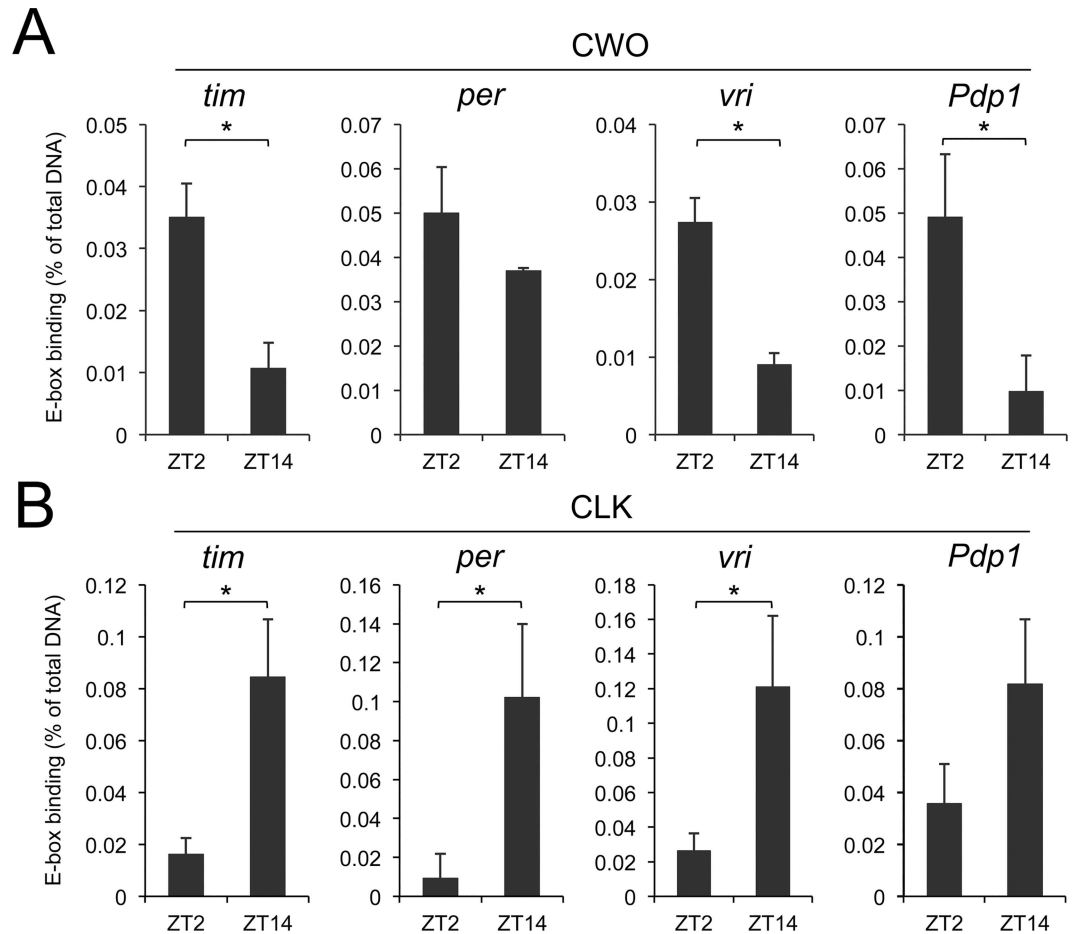 A
CWO
tim per vri Pdp1
E-box binding (% of total DNA)
* * *
0.05 0.07 0.04 0.07
0.06 0.06
0.04 0.03 0.05
0.05
0.03 0.04 0.04
0.02
0.02 0.03 0.03
0.02 0.02
0.01 0.01
0.01 0.01
0 0 0 0
ZT2 ZT14 ZT2 ZT14 ZT2 ZT14 ZT2 ZT14
B
CLK
tim per vri Pdp1
E-box binding (% of total DNA)
* * *
0.12 0.16 0.18 0.12
0.16
0.14
0.1 0.14 0.1
0.12
0.12
0.08 0.1 0.08
0.1
0.06 0.08 0.06
0.08
0.06
0.04 0.06 0.04
0.04
0.04
0.02 0.02 0.02 0.02
0 0 0 0
ZT2 ZT14 ZT2 ZT14 ZT2 ZT14 ZT2 ZT14